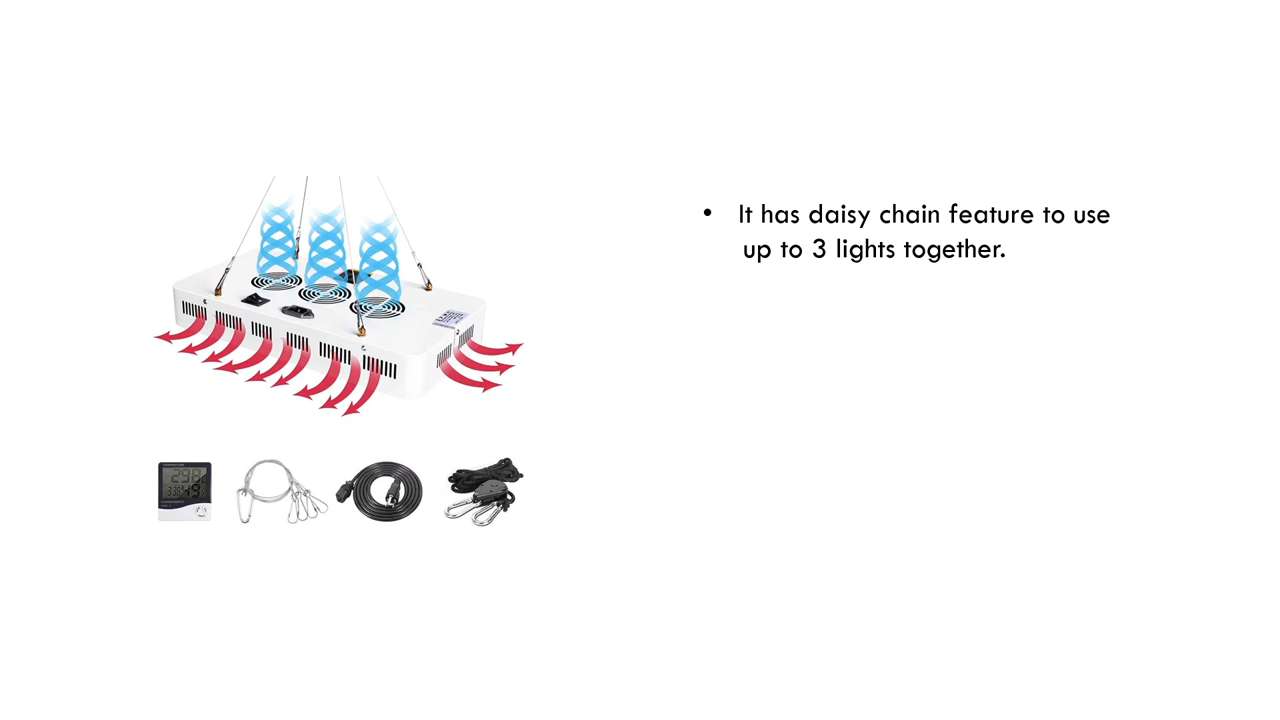 • It has daisy chain feature to use
up to 3 lights together.